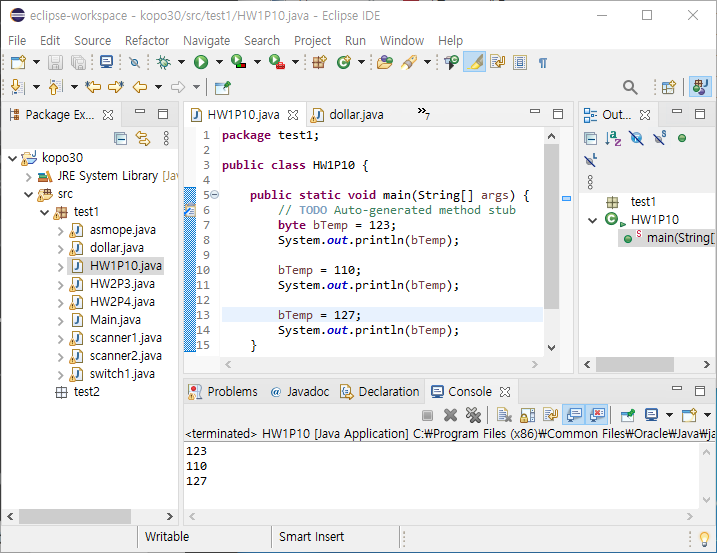 eclipse-workspace - kopo30/src/test1/HW1P10.java - Eclipse IDE
File Edit Source Refactor Navigate Search Project Run Window Help
Package Ex...
HW1P10.java
dollar.java
»7
Out...
kopo30
JRE System Library [Jav
src
test1
asmope.java
dollar.java
HW1P10.java
HW2P3.java
HW2P4.java
Main.java
scanner1.java
scanner2.java
switch1.java
test2
1 package test1;
2
3 public class HW1P10 {
4
5 public static void main(String[] args) {
6 // TODO Auto-generated method stub
7 byte bTemp = 123;
8 System.out.println(bTemp);
9
10 bTemp = 110;
11 System.out.println(bTemp);
12
13 bTemp = 127;
14 System.out.println(bTemp);
15 }
test1
HW1P10
main(String[
Problems @ Javadoc Declaration Console
<terminated> HW1P10 [Java Application] C:₩Program Files (x86)₩Common Files₩Oracle₩Java₩ja
123
110
127
Writable
Smart Insert